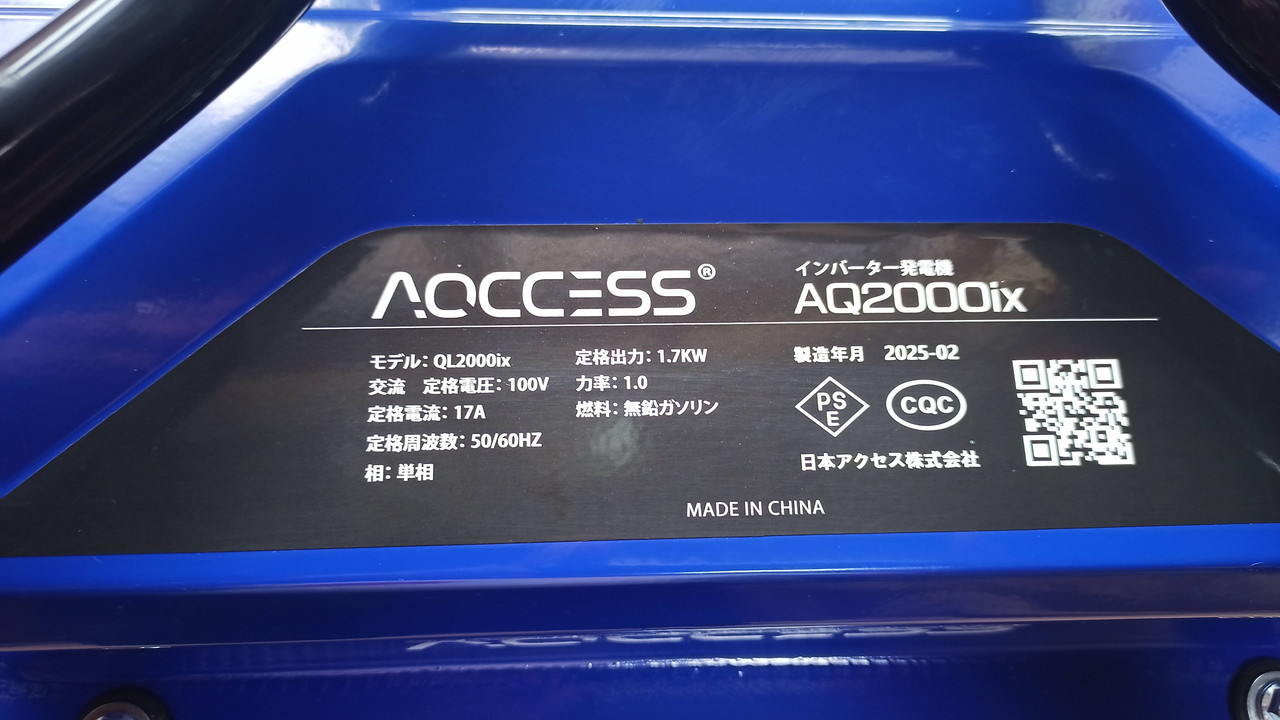 AQCCESS®
インバーター発電機
AQ2000ix
モデル: QL2000ix
交流 定格電圧: 100V
定格電流: 17A
定格周波数: 50/60HZ
相: 単相
定格出力: 1.7KW
力率: 1.0
燃料: 無鉛ガソリン
製造年月 2025-02
PS
E
CQC
日本アクセス株式会社
MADE IN CHINA